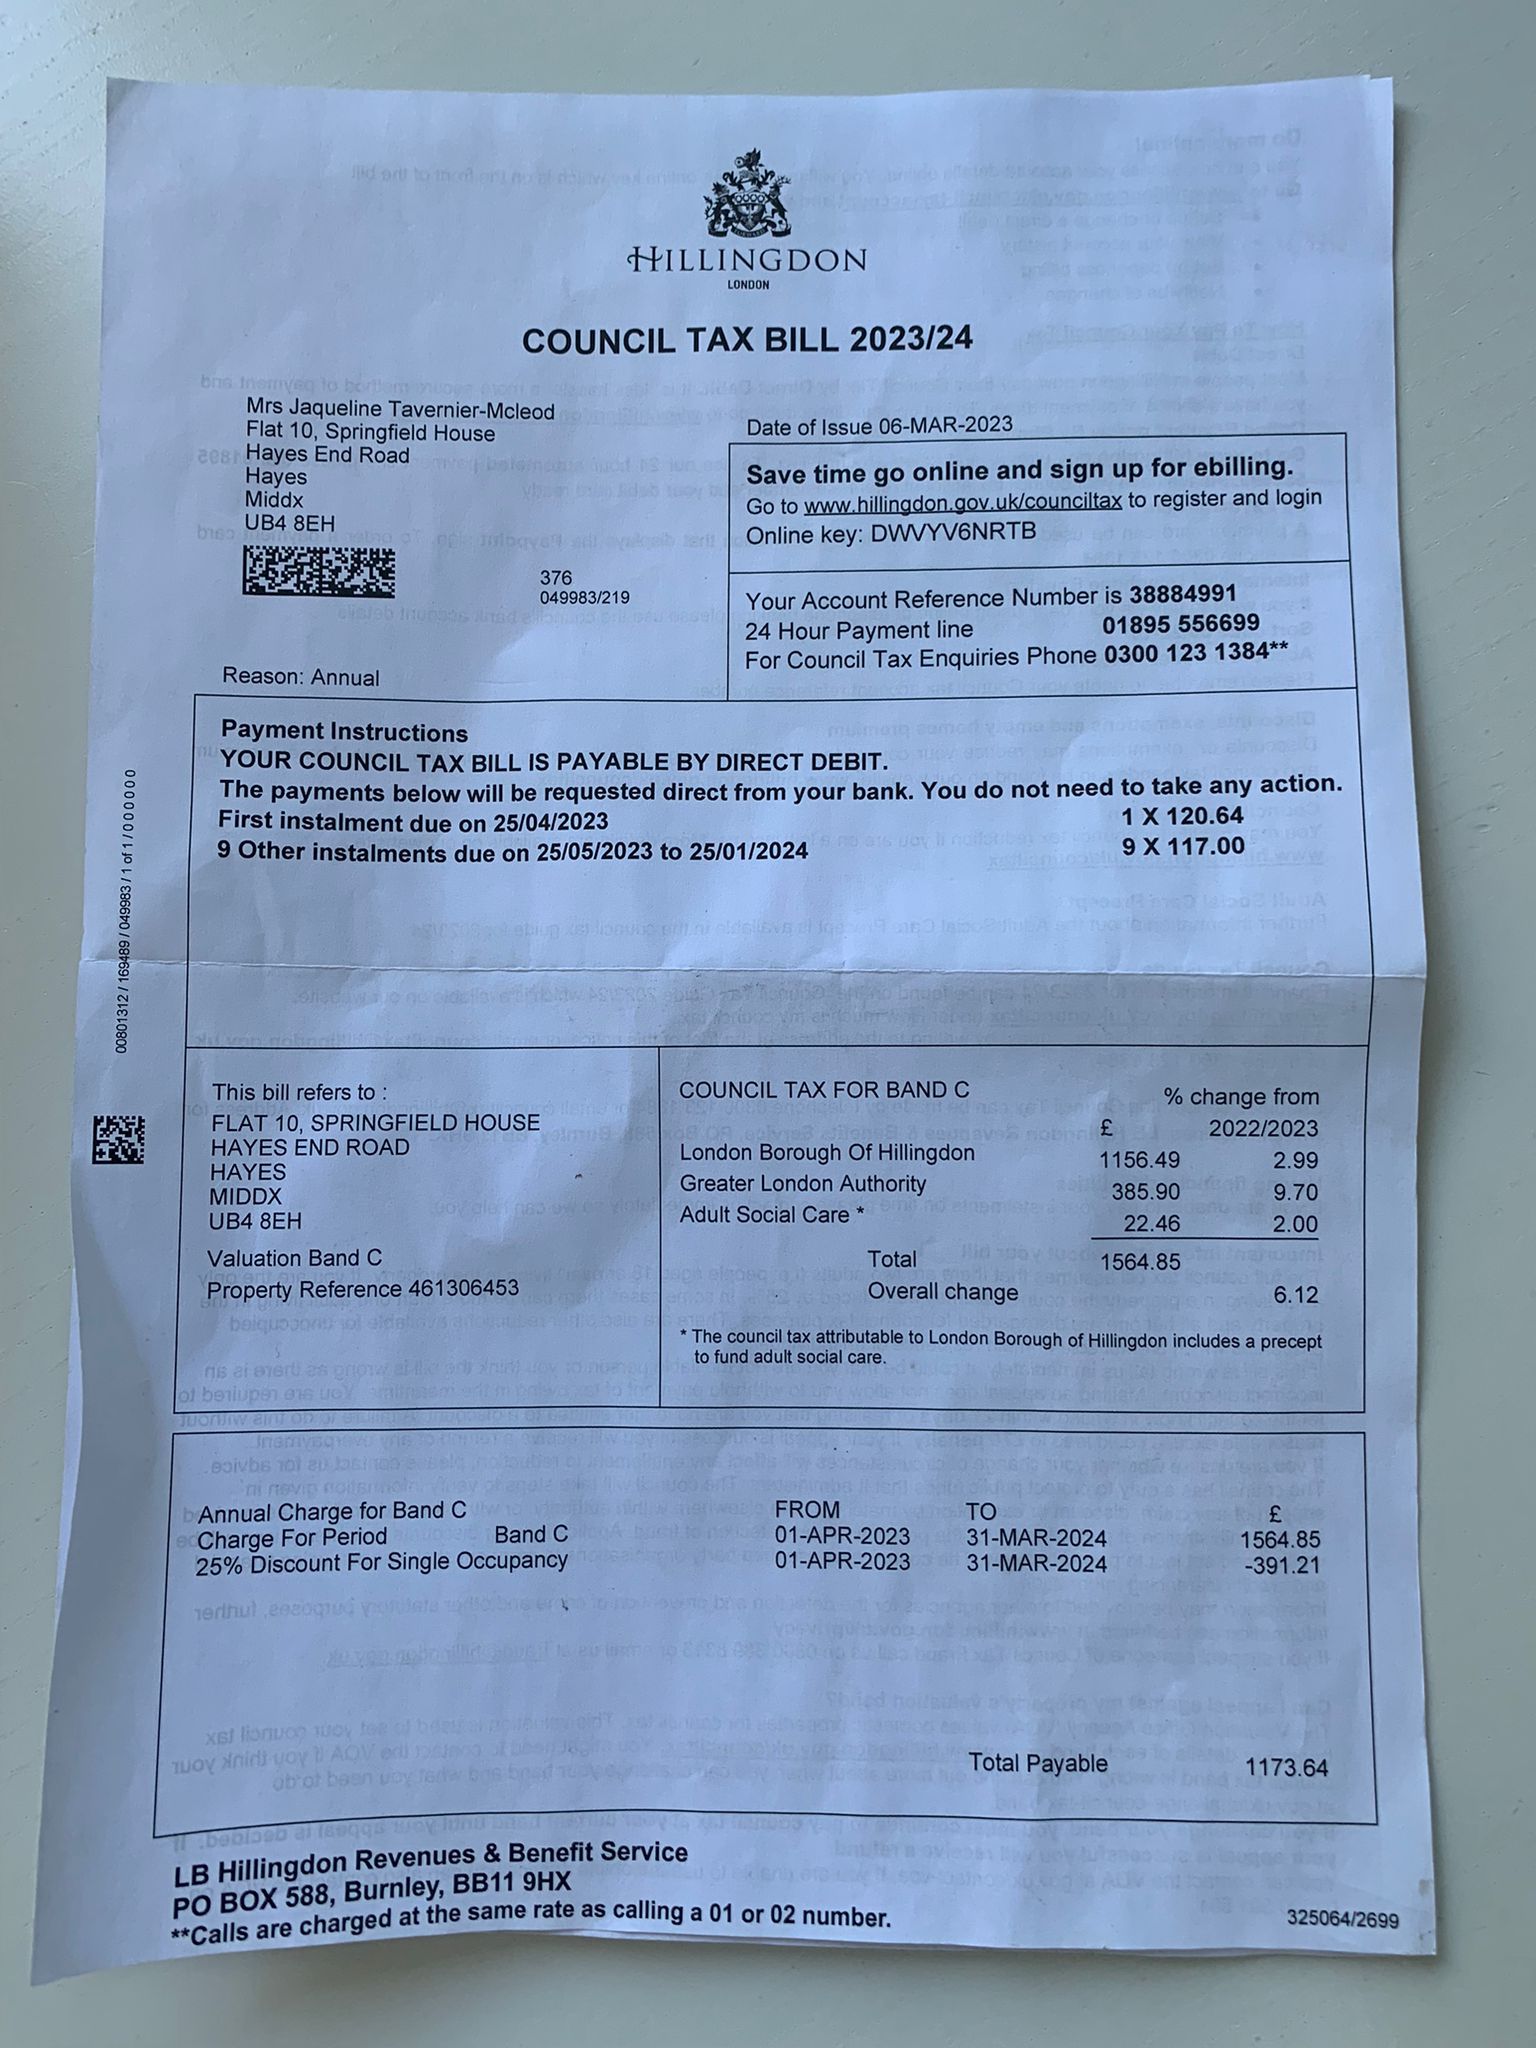 HILLINGDON
LONDON
COUNCIL TAX BILL 2023/24
Mrs Jaqueline Tavernier-Mcleod
Flat 10, Springfield House
Hayes End Road
Hayes
Middx
UB4 8EH
376
049983/219
Reason: Annual
Date of Issue 06-MAR-2023
Save time go online and sign up for ebilling.
Go to www.hillingdon.gov.uk/counciltax to register and login
Online key: DWVYV6NRTB
Your Account Reference Number is 38884991
24 Hour Payment line 01895 556699
For Council Tax Enquiries Phone 0300 123 1384**
Payment Instructions
YOUR COUNCIL TAX BILL IS PAYABLE BY DIRECT DEBIT.
The payments below will be requested direct from your bank. You do not need to take any action.
First instalment due on 25/04/2023 1 X 120.64
9 Other instalments due on 25/05/2023 to 25/01/2024 9 X 117.00
00801312 / 169489 / 049983 / 1 of 1 / 0 0 0 0 0 0
This bill refers to :
FLAT 10, SPRINGFIELD HOUSE
HAYES END ROAD
HAYES
MIDDX
UB4 8EH
Valuation Band C
Property Reference 461306453
COUNCIL TAX FOR BAND C % change from
£ 2022/2023
London Borough Of Hillingdon 1156.49 2.99
Greater London Authority 385.90 9.70
Adult Social Care * 22.46 2.00
Total 1564.85
Overall change 6.12
* The council tax attributable to London Borough of Hillingdon includes a precept
to fund adult social care.
Annual Charge for Band C FROM TO £
Charge For Period Band C 01-APR-2023 31-MAR-2024 1564.85
25% Discount For Single Occupancy 01-APR-2023 31-MAR-2024 -391.21
Total Payable 1173.64
LB Hillingdon Revenues & Benefit Service
PO BOX 588, Burnley, BB11 9HX
**Calls are charged at the same rate as calling a 01 or 02 number.
325064/2699